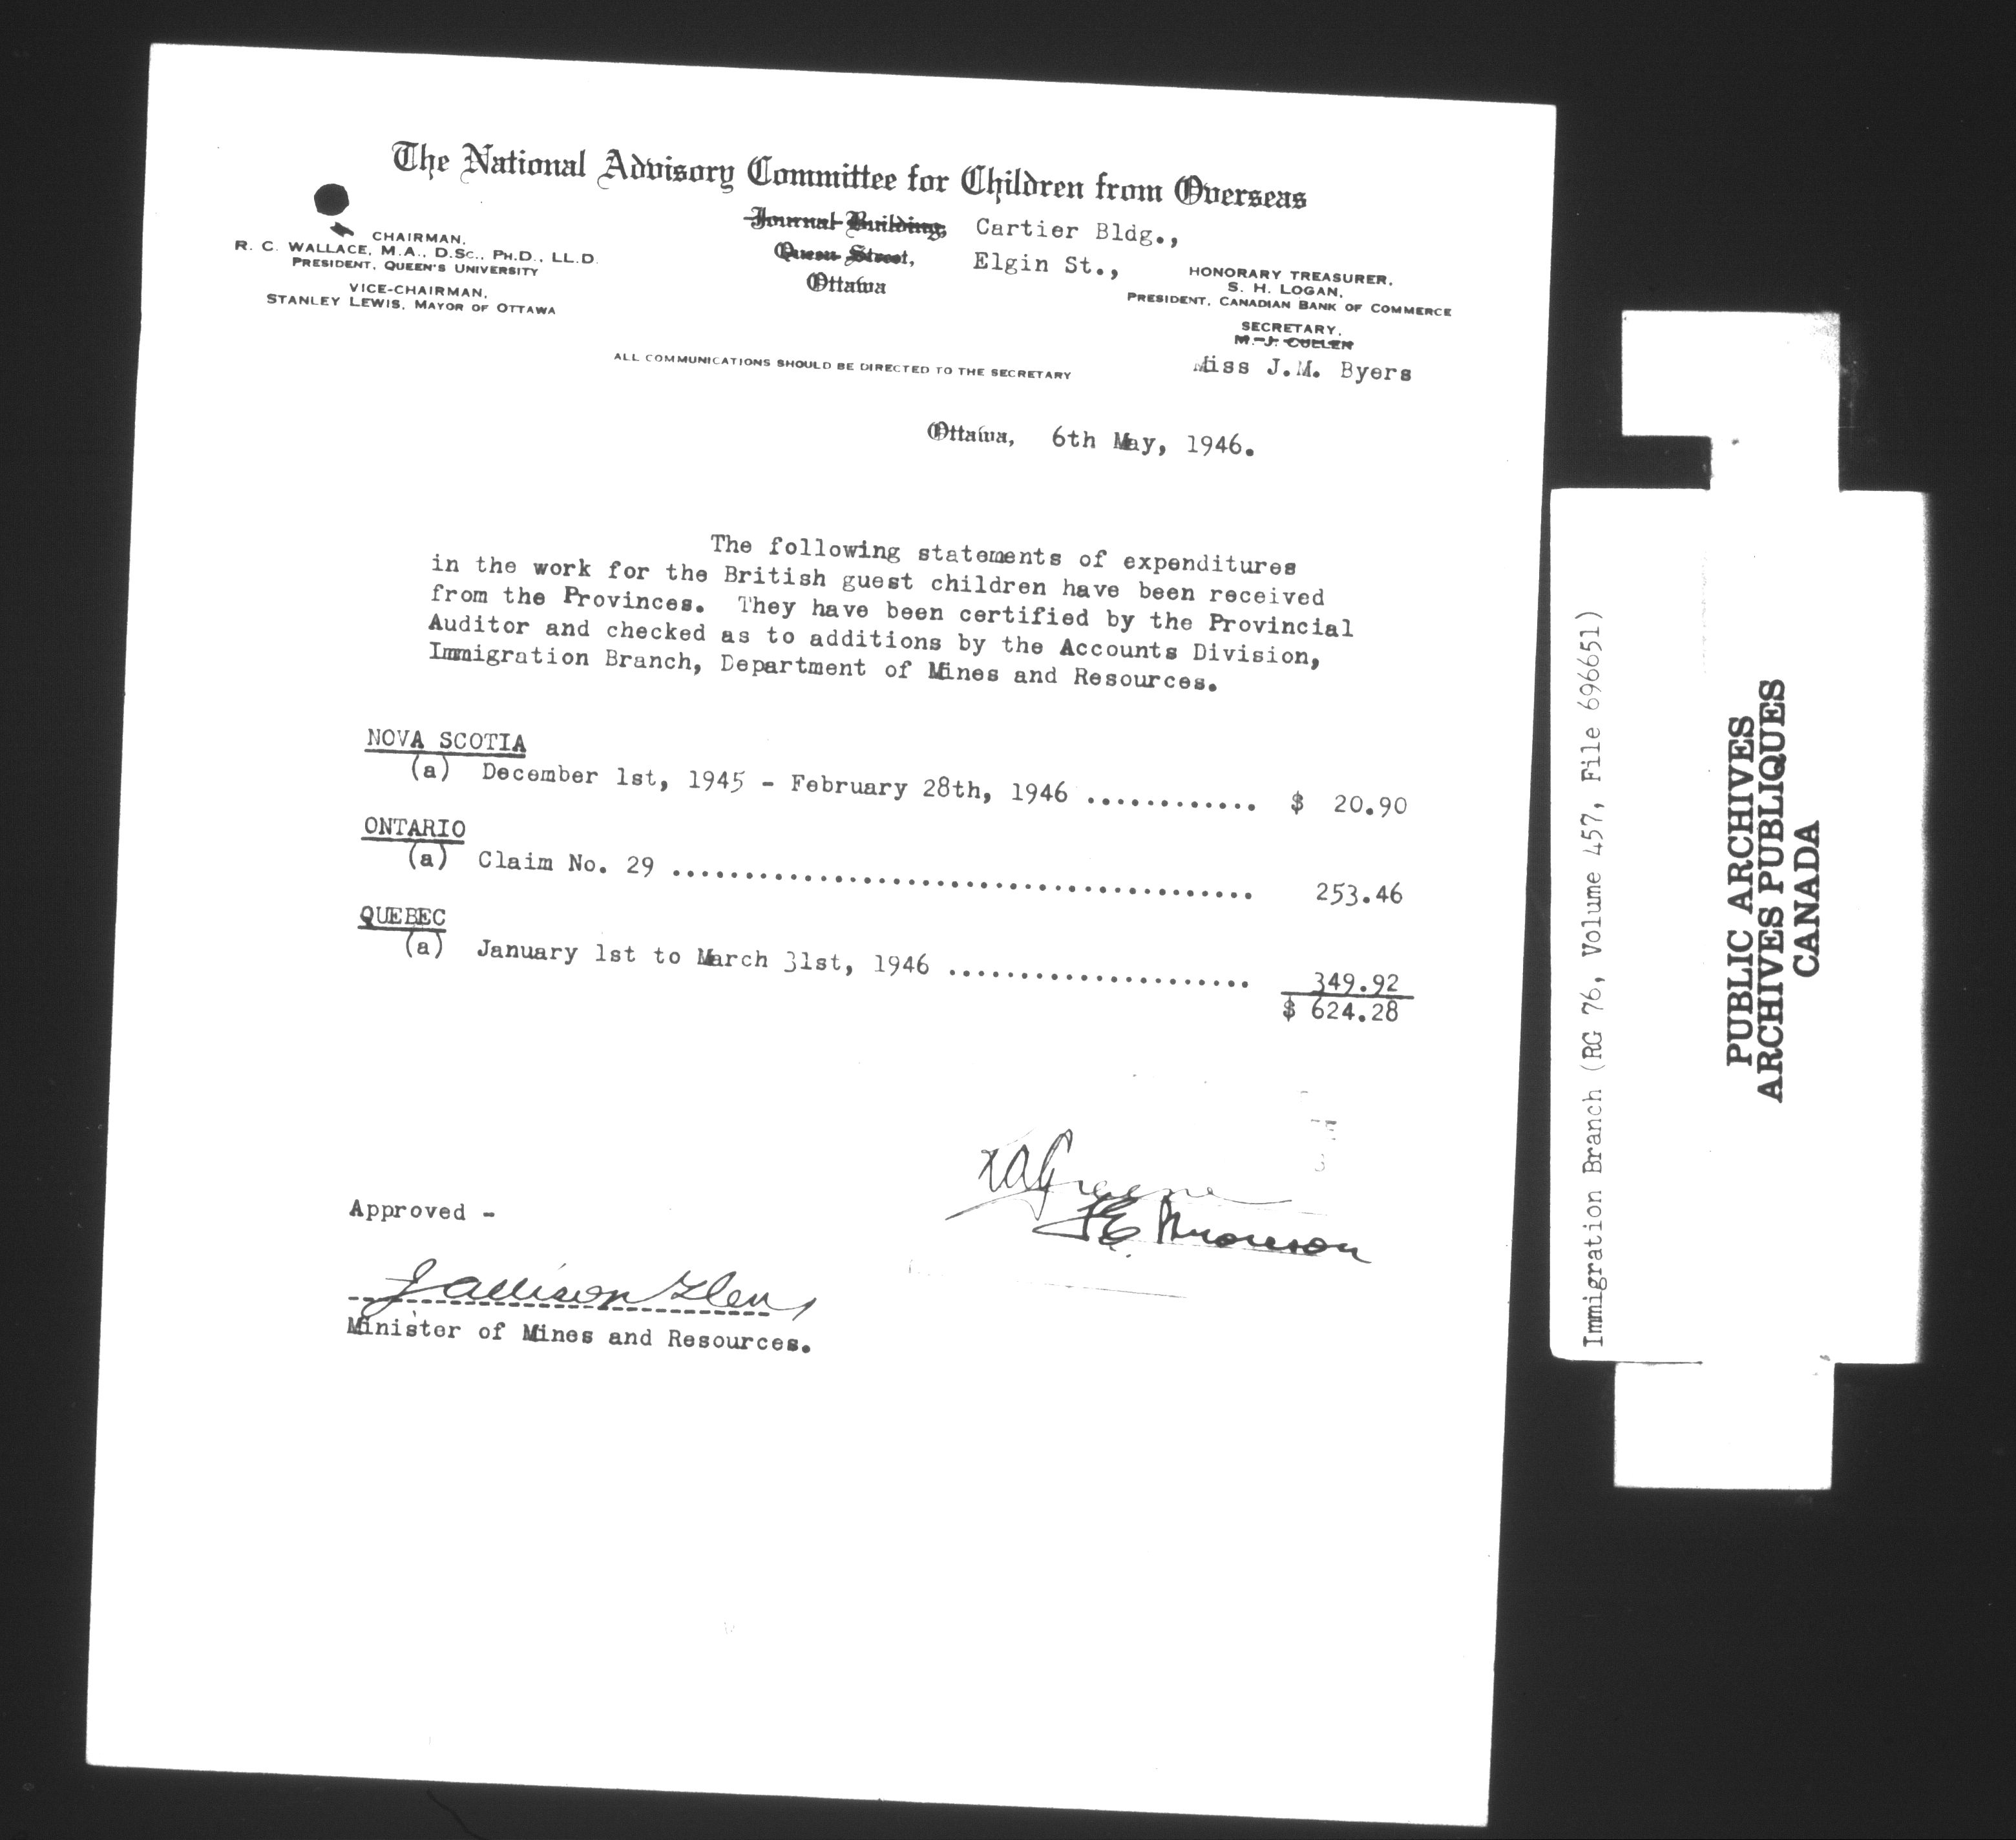 The National Advisory Committee for Children from Overseas
Journal Building, Cartier Bldg.,
Queen Street, Elgin St.,
Ottawa
CHAIRMAN,
R. C. WALLACE, M.A., D.Sc., Ph.D., LL.D.
PRESIDENT, QUEEN'S UNIVERSITY
VICE-CHAIRMAN,
STANLEY LEWIS, MAYOR OF OTTAWA
HONORARY TREASURER,
S. H. LOGAN,
PRESIDENT, CANADIAN BANK OF COMMERCE
SECRETARY,
M. J. CULLEN
Miss J.M. Byers
ALL COMMUNICATIONS SHOULD BE DIRECTED TO THE SECRETARY
Ottawa, 6th May, 1946.
The following statements of expenditures
in the work for the British guest children have been received
from the Provinces. They have been certified by the Provincial
Auditor and checked as to additions by the Accounts Division,
Immigration Branch, Department of Mines and Resources.
NOVA SCOTIA
(a) December 1st, 1945 - February 28th, 1946 ............ $ 20.90
ONTARIO
(a) Claim No. 29 ........................................ 253.46
QUEBEC
(a) January 1st to March 31st, 1946 ..................... 349.92
$ 624.28
Greene
Approved -
J Allison Glen
Minister of Mines and Resources.
Immigration Branch (RG 76, Volume 457, File 696651)
PUBLIC ARCHIVES
ARCHIVES PUBLIQUES
CANADA